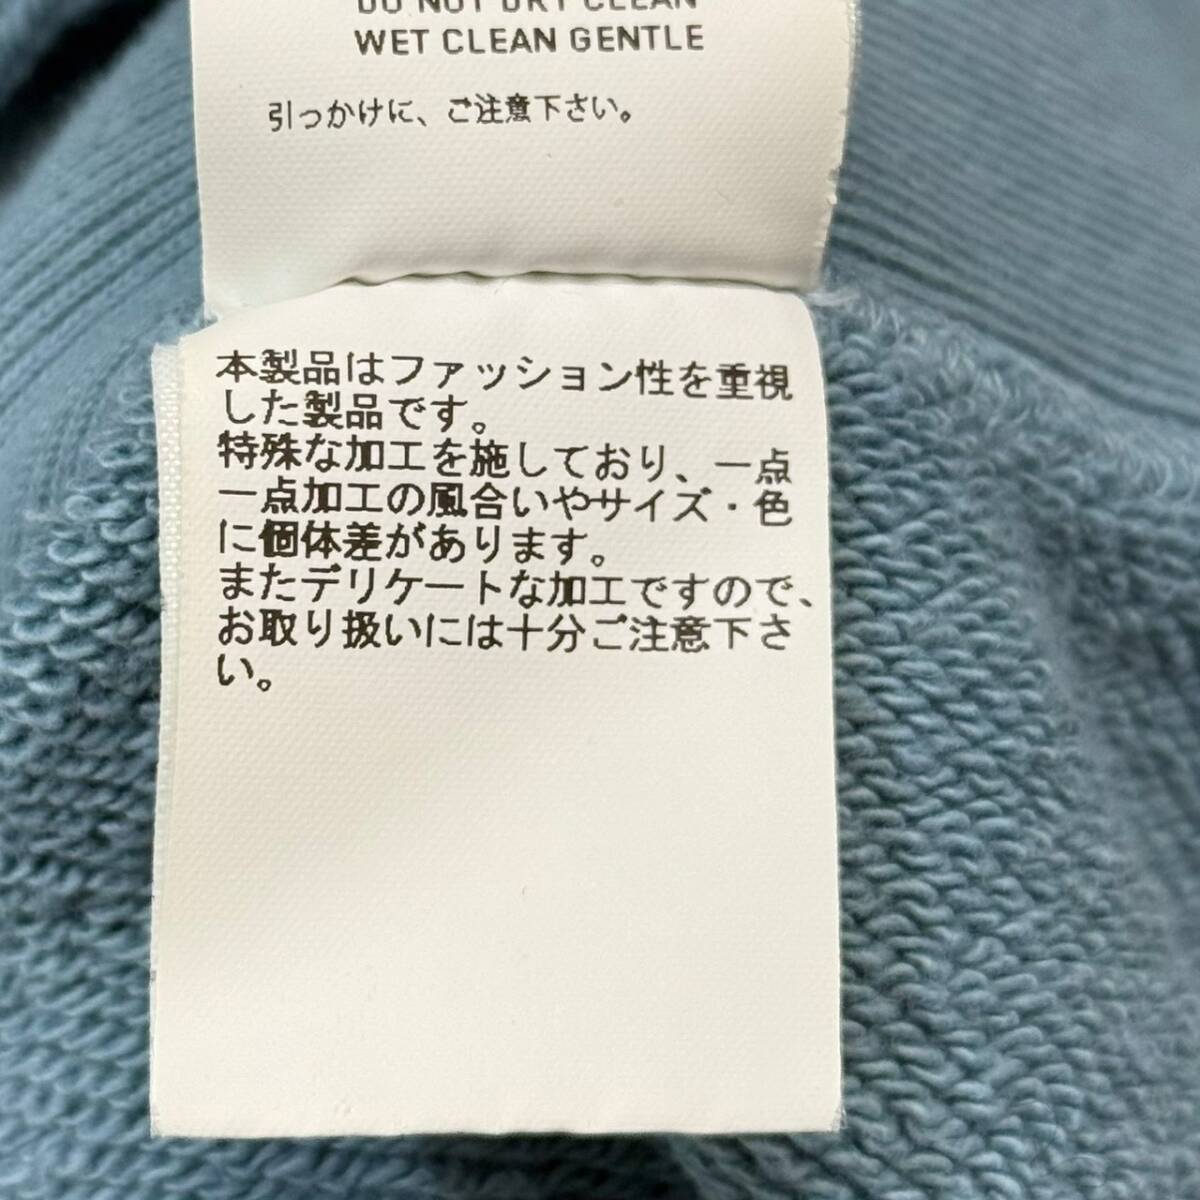 DO NOT DRY CLEAN
WET CLEAN GENTLE
引っかけに、ご注意下さい。
本製品はファッション性を重視
した製品です。
特殊な加工を施しており、一点
一点加工の風合いやサイズ・色
に個体差があります。
またデリケートな加工ですので、
お取り扱いには十分ご注意下さ
い。